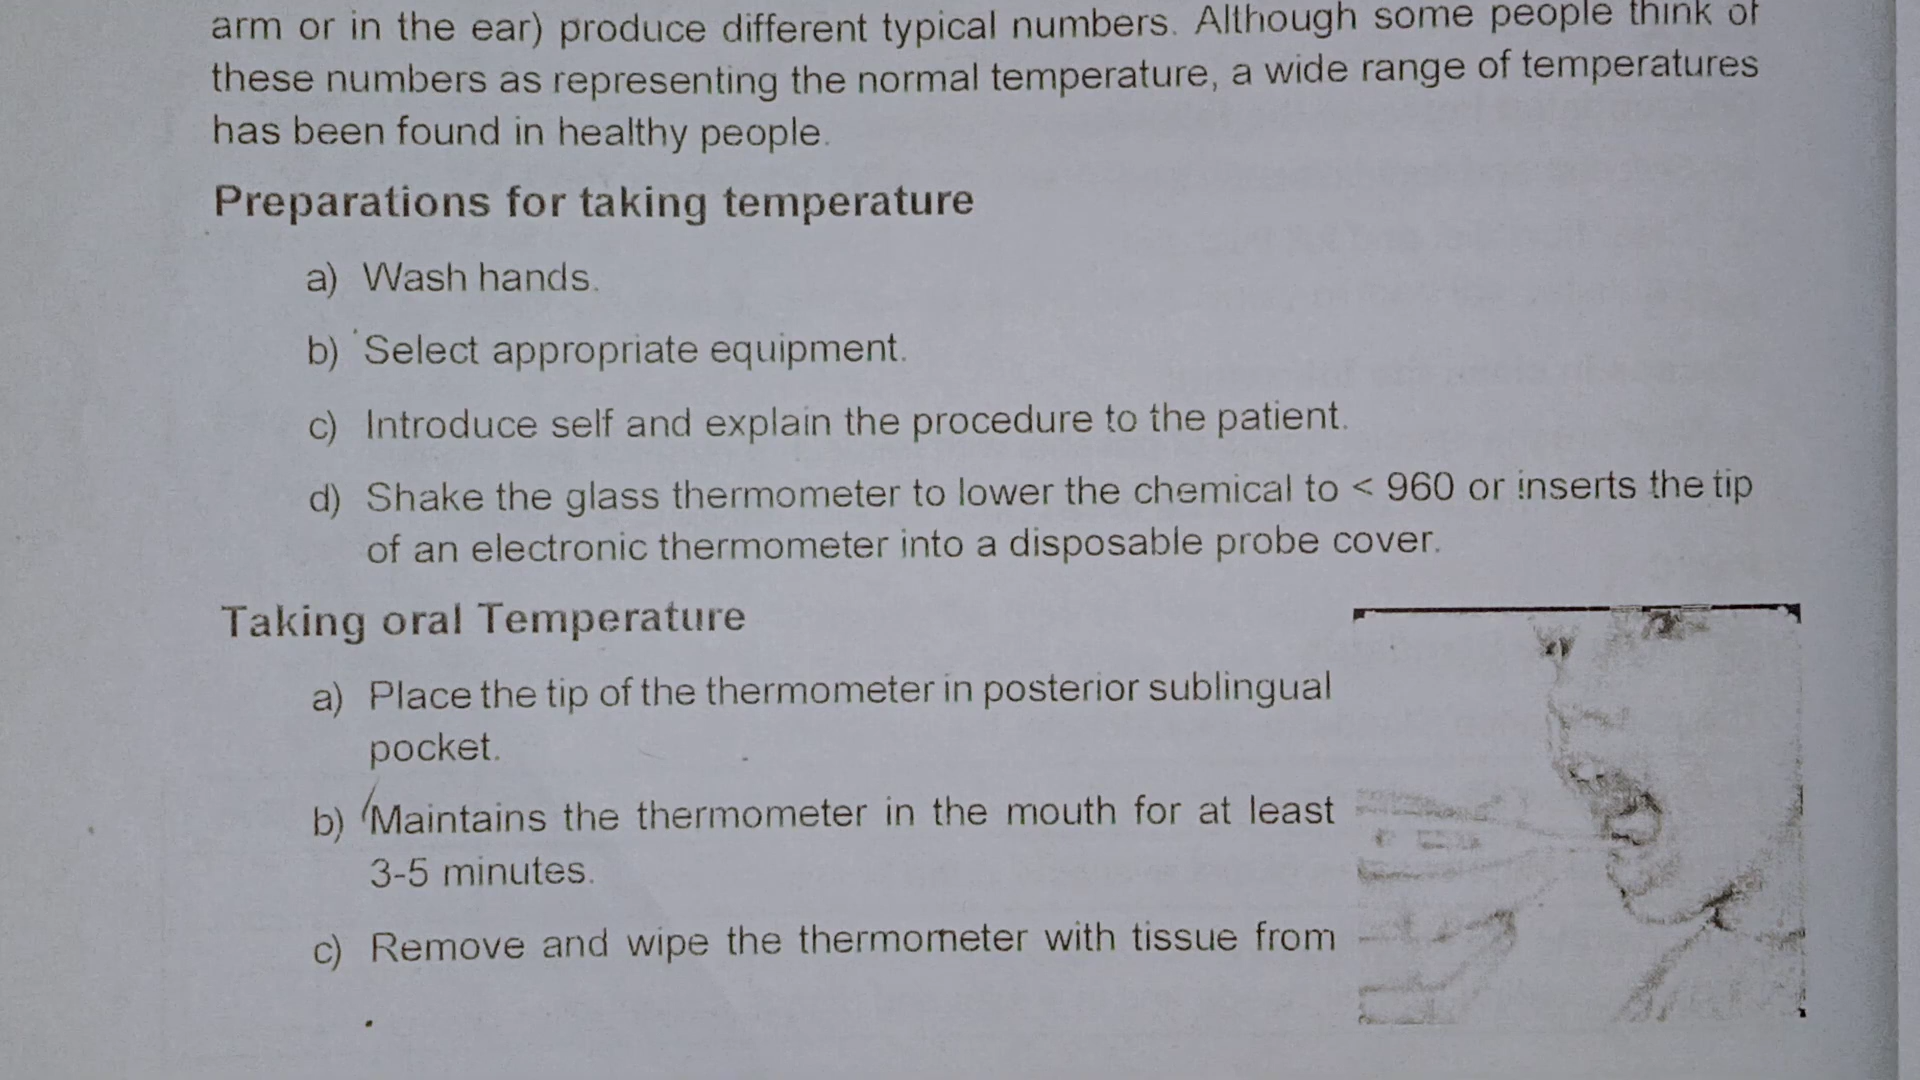 arm or in the ear) produce different typical numbers. Although some people think of
these numbers as representing the normal temperature, a wide range of temperatures
has been found in healthy people.
Preparations for taking temperature
a) Wash hands.
b) Select appropriate equipment.
c) Introduce self and explain the procedure to the patient.
d) Shake the glass thermometer to lower the chemical to < 960 or inserts the tip
of an electronic thermometer into a disposable probe cover.
Taking oral Temperature
a) Place the tip of the thermometer in posterior sublingual
pocket.
b) Maintains the thermometer in the mouth for at least
3-5 minutes.
c) Remove and wipe the thermometer with tissue from